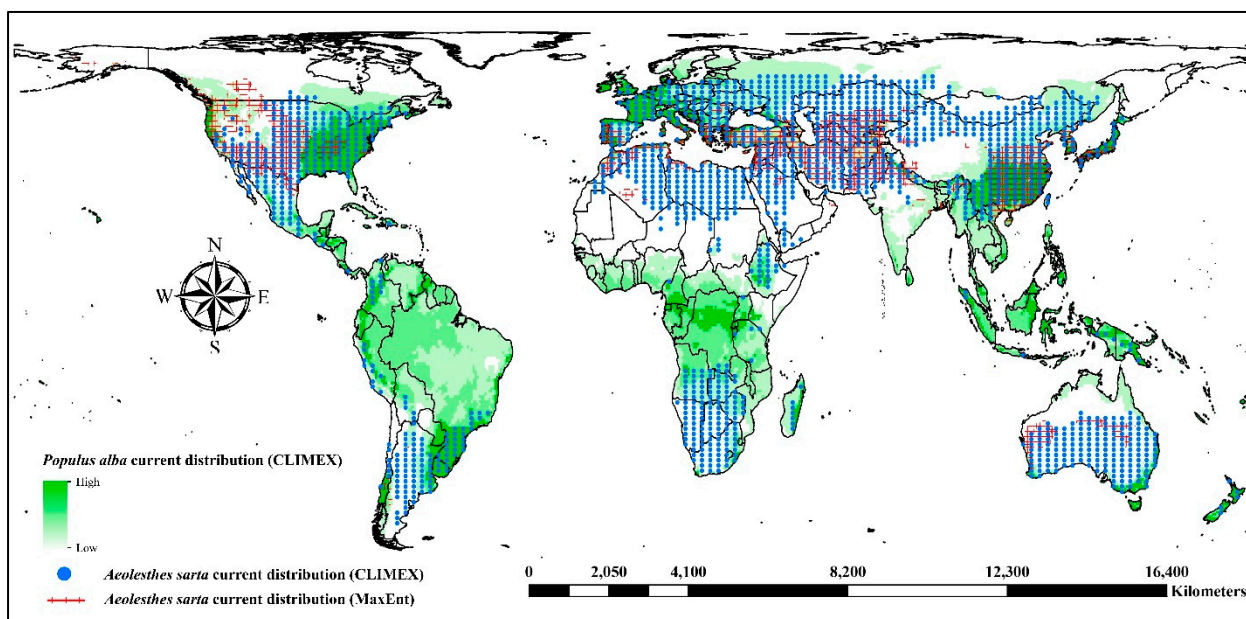 N
W E
S
Populus alba current distribution (CLIMEX)
High
Low
Aeolesthes sarta current distribution (CLIMEX)
Aeolesthes sarta current distribution (MaxEnt)
0 2,050 4,100 8,200 12,300 16,400
Kilometers